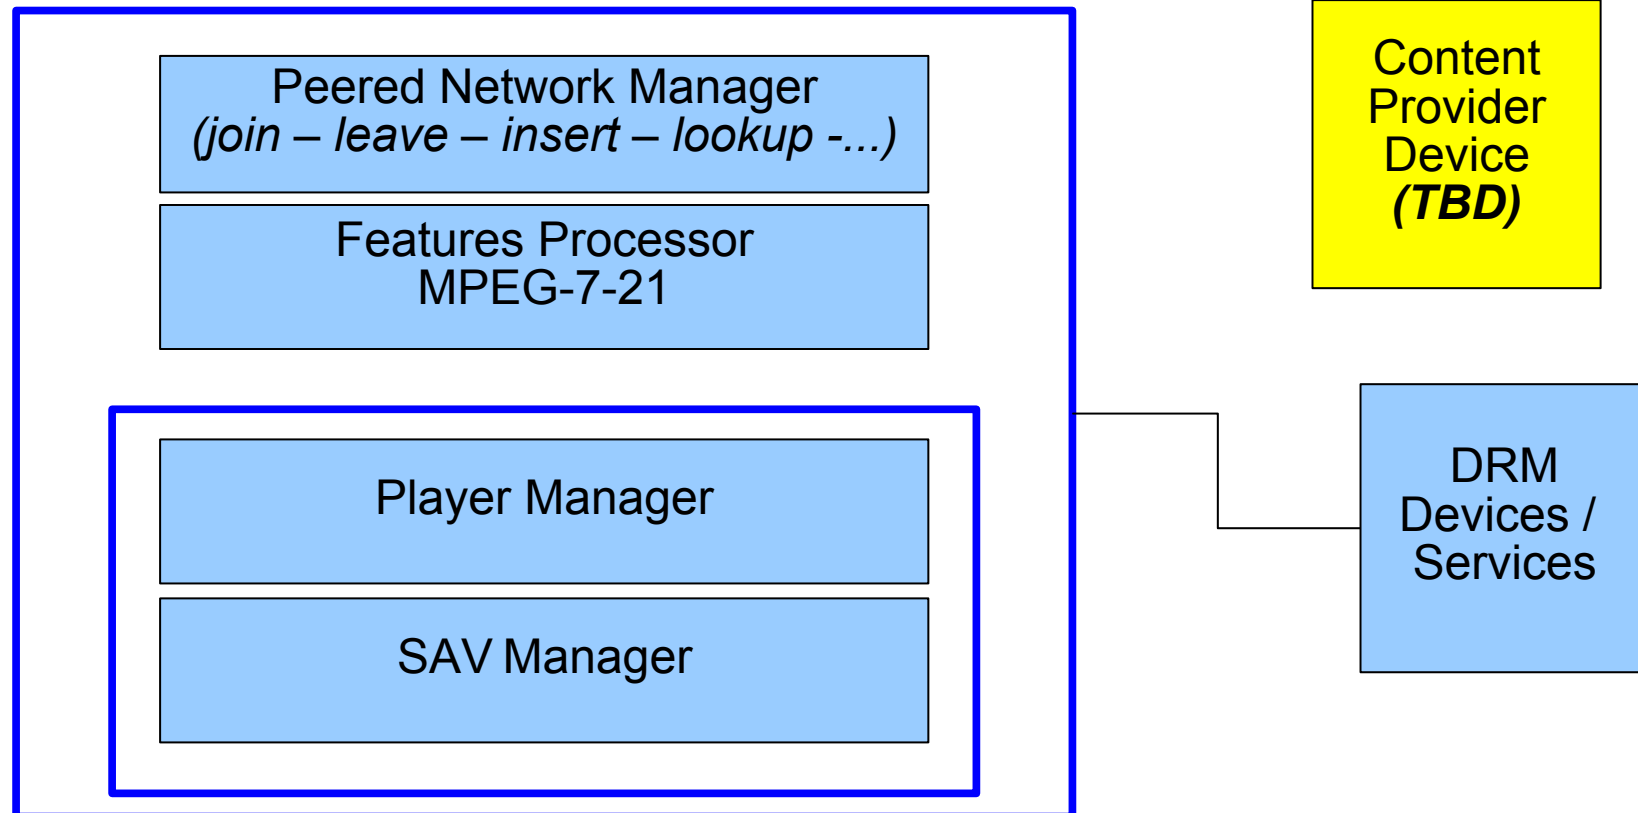 Peered Network Manager
(join – leave – insert – lookup -...)
Features Processor
MPEG-7-21
Player Manager
SAV Manager
Content
Provider
Device
(TBD)
DRM
Devices /
Services